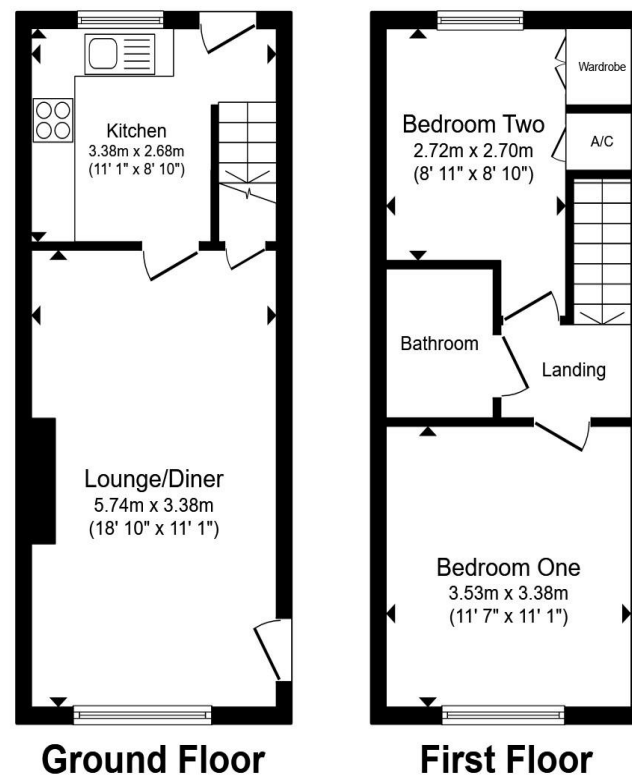 Kitchen
3.38m x 2.68m
(11' 1" x 8' 10")
Lounge/Diner
5.74m x 3.38m
(18' 10" x 11' 1")
Ground Floor
Wardrobe
Bedroom Two
2.72m x 2.70m
(8' 11" x 8' 10")
A/C
Bathroom
Landing
Bedroom One
3.53m x 3.38m
(11' 7" x 11' 1")
First Floor